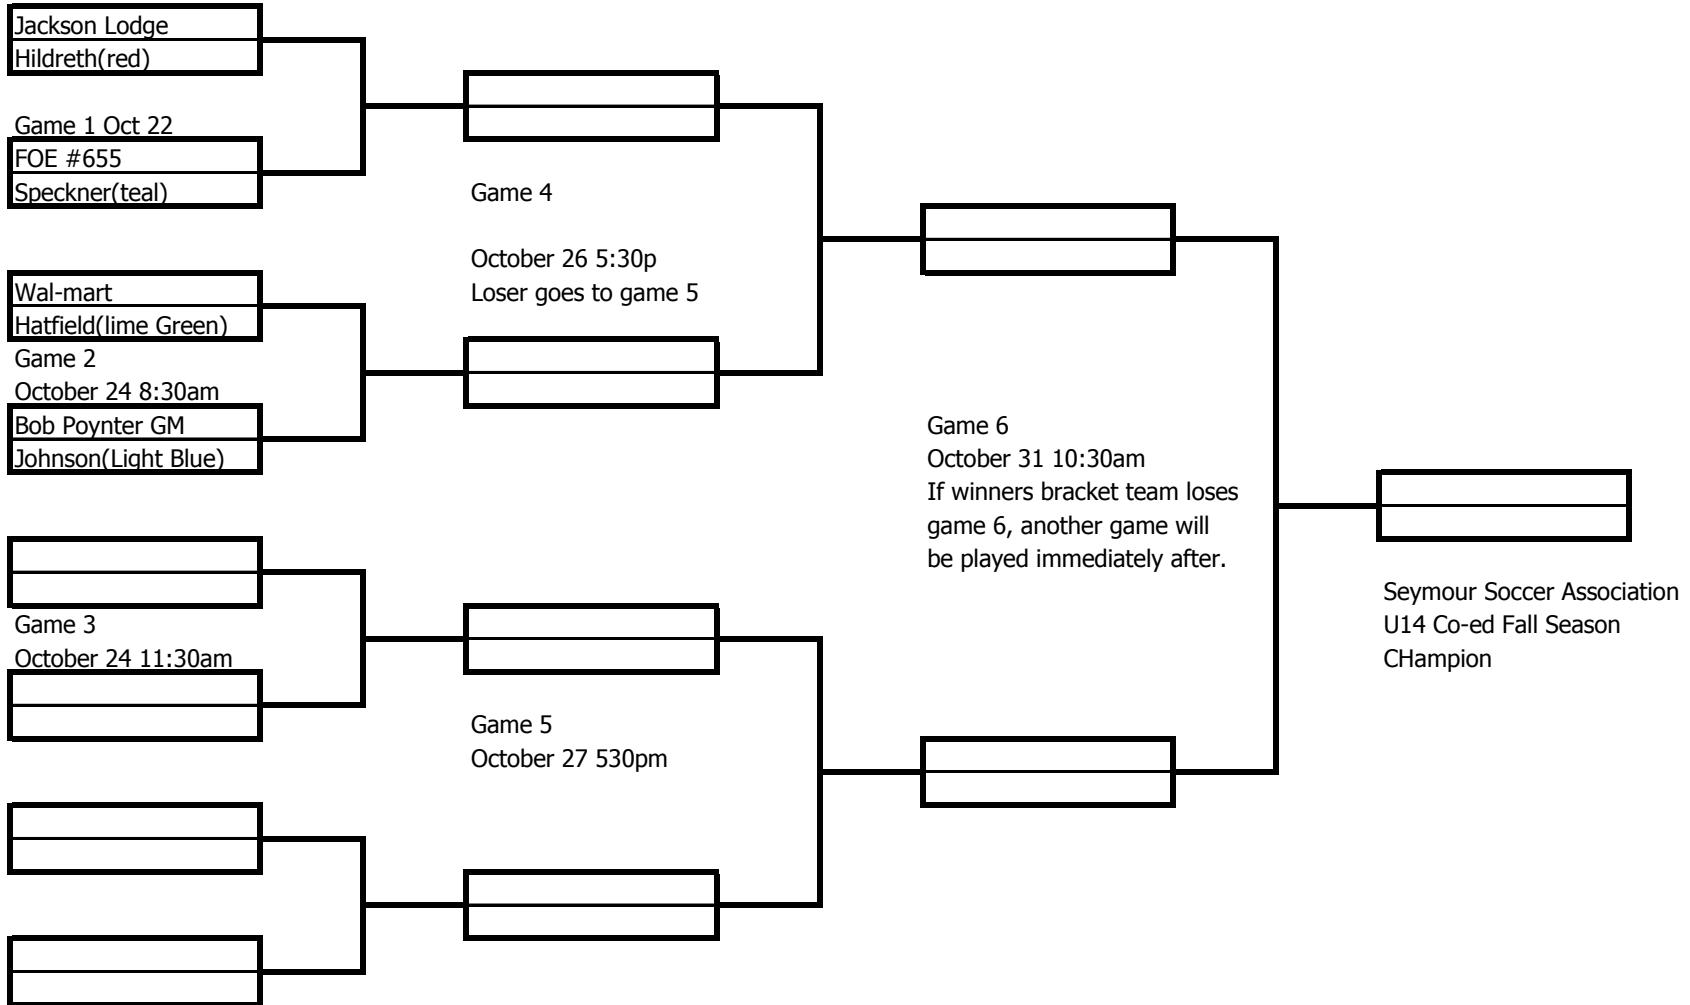 Jackson Lodge
Hildreth(red)
Game 1 Oct 22
FOE #655
Speckner(teal)
Wal-mart
Hatfield(lime Green)
Game 2
October 24 8:30am
Bob Poynter GM
Johnson(Light Blue)
Game 3
October 24 11:30am
Game 4
October 26 5:30p
Loser goes to game 5
Game 5
October 27 530pm
Game 6
October 31 10:30am
If winners bracket team loses
game 6, another game will
be played immediately after.
Seymour Soccer Association
U14 Co-ed Fall Season
CHampion